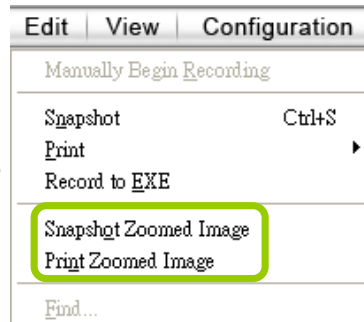 Edit View Configuration
Manually Begin Recording
Snapshot Ctrl+S
Print
Record to EXE
Snapshot Zoomed Image
Print Zoomed Image
Find...